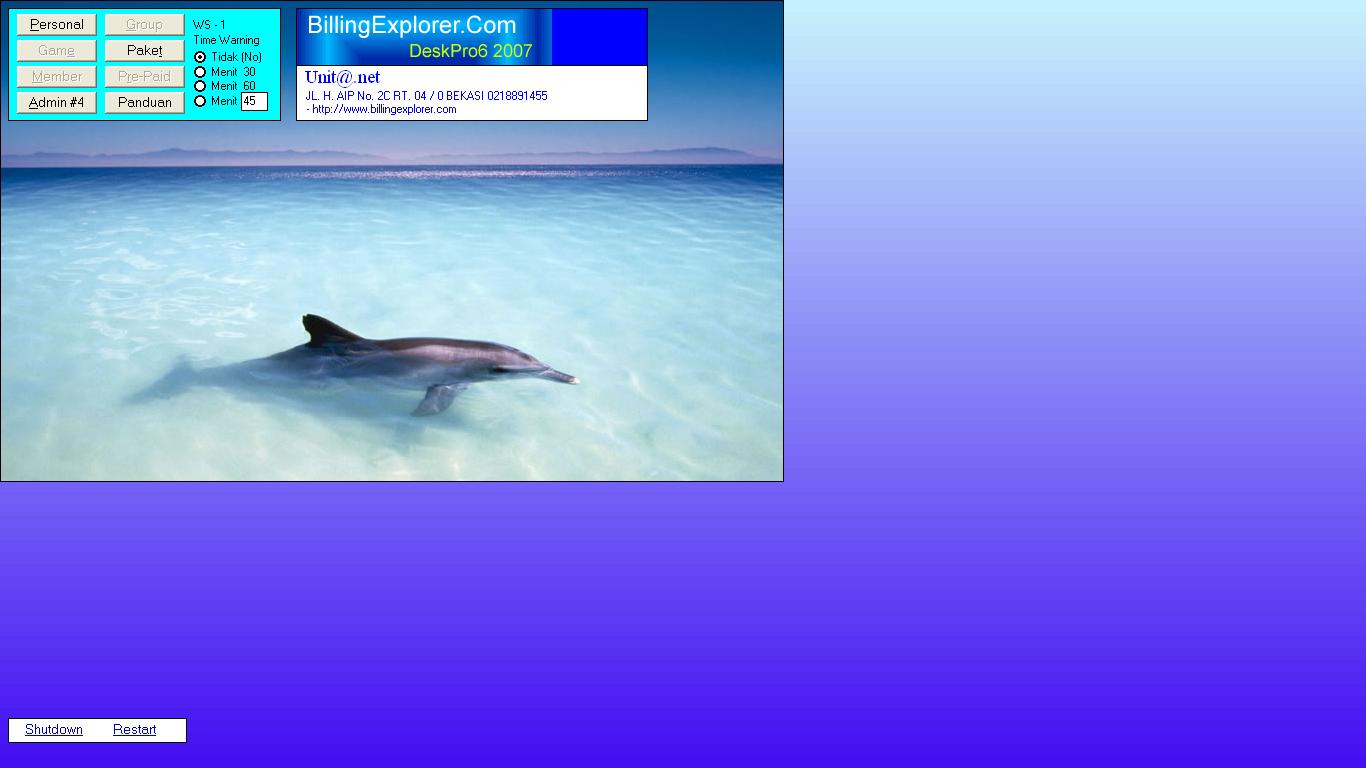 Personal
Group
Game
Paket
Member
Pre-Paid
Admin #4
Panduan
WS - 1
Time Warning
Tidak (No)
Menit 30
Menit 60
Menit 45
BillingExplorer.Com
DeskPro6 2007
Unit@.net
JL. H. AIP No. 2C RT. 04 / 0 BEKASI 0218891455
- http://www.billingexplorer.com
Shutdown Restart